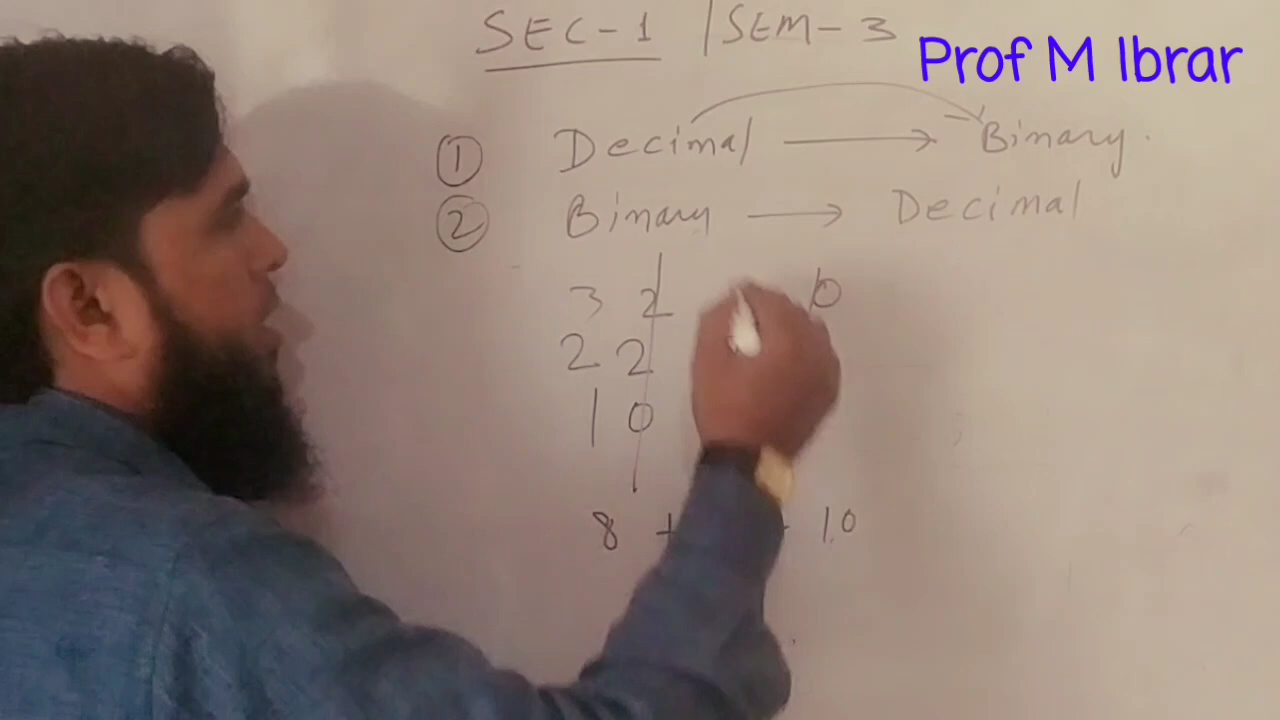 SEC-1 | SEM-3
Prof M Ibrar
① Decimal → Binary.
② Binary → Decimal
3 2 0
2 2
1 0
8 + 10